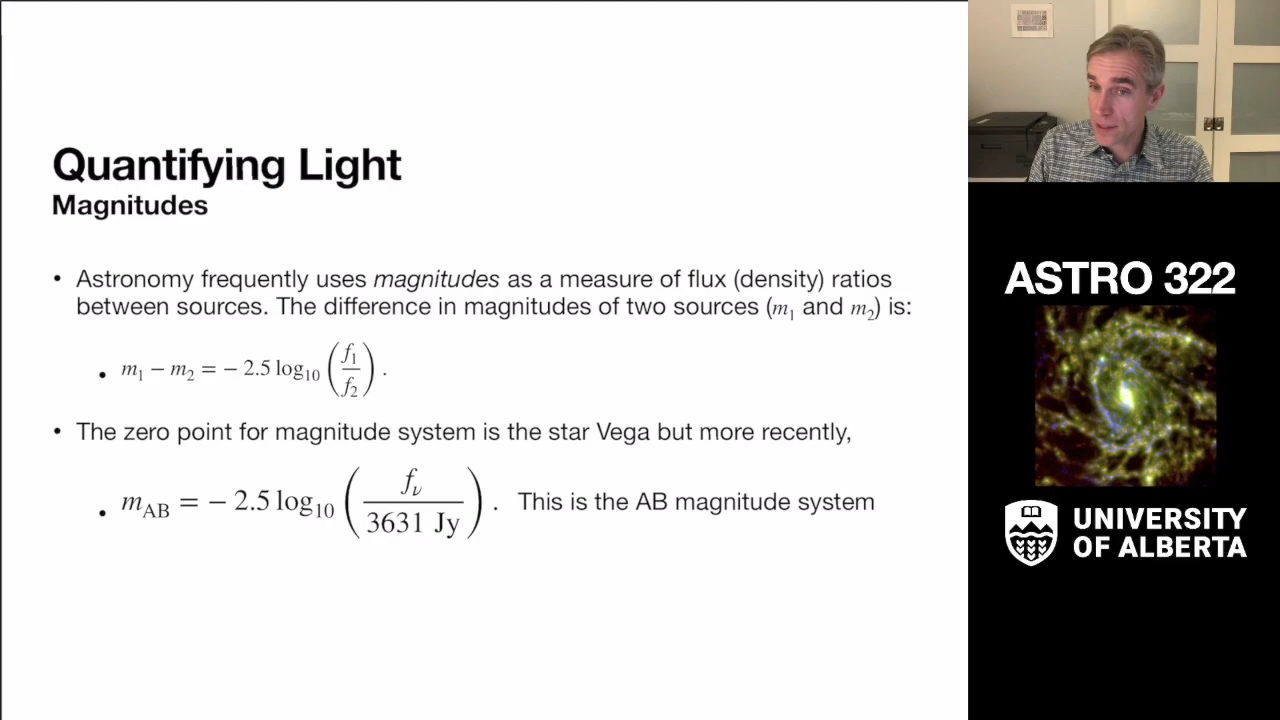 Quantifying Light
Magnitudes
• Astronomy frequently uses magnitudes as a measure of flux (density) ratios
between sources. The difference in magnitudes of two sources (m₁ and m₂) is:
• m₁ − m₂ = − 2.5 log₁₀ (f₁/f₂) .
• The zero point for magnitude system is the star Vega but more recently,
• m_AB = − 2.5 log₁₀ (f_ν/3631 Jy) . This is the AB magnitude system
ASTRO 322
UNIVERSITY
OF ALBERTA